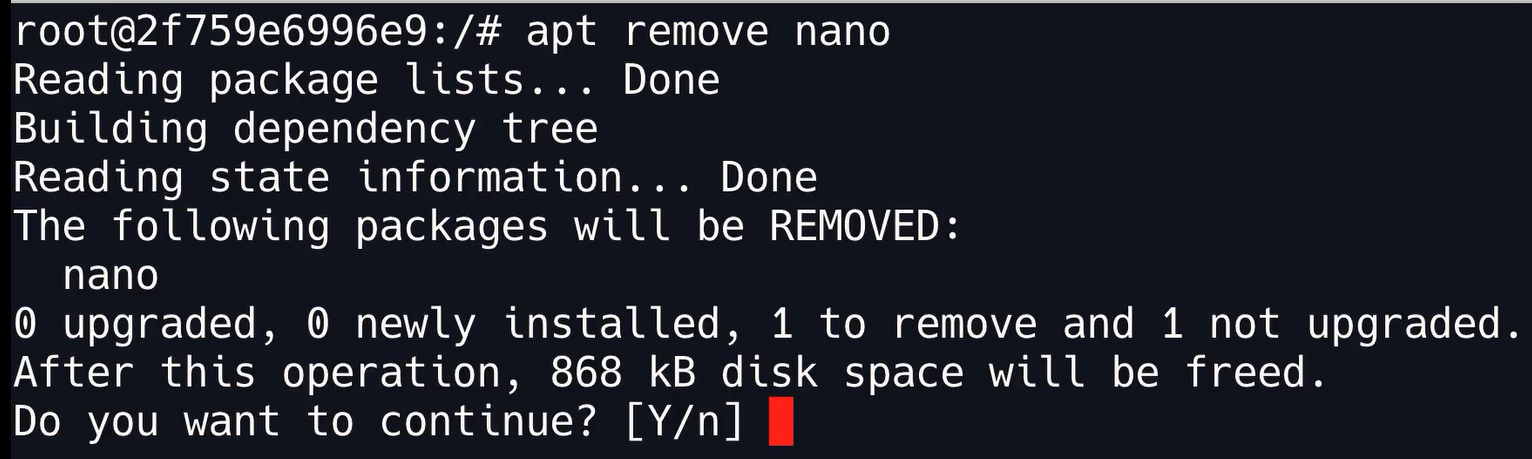 root@2f759e6996e9:/# apt remove nano
Reading package lists... Done
Building dependency tree
Reading state information... Done
The following packages will be REMOVED:
  nano
0 upgraded, 0 newly installed, 1 to remove and 1 not upgraded.
After this operation, 868 kB disk space will be freed.
Do you want to continue? [Y/n]